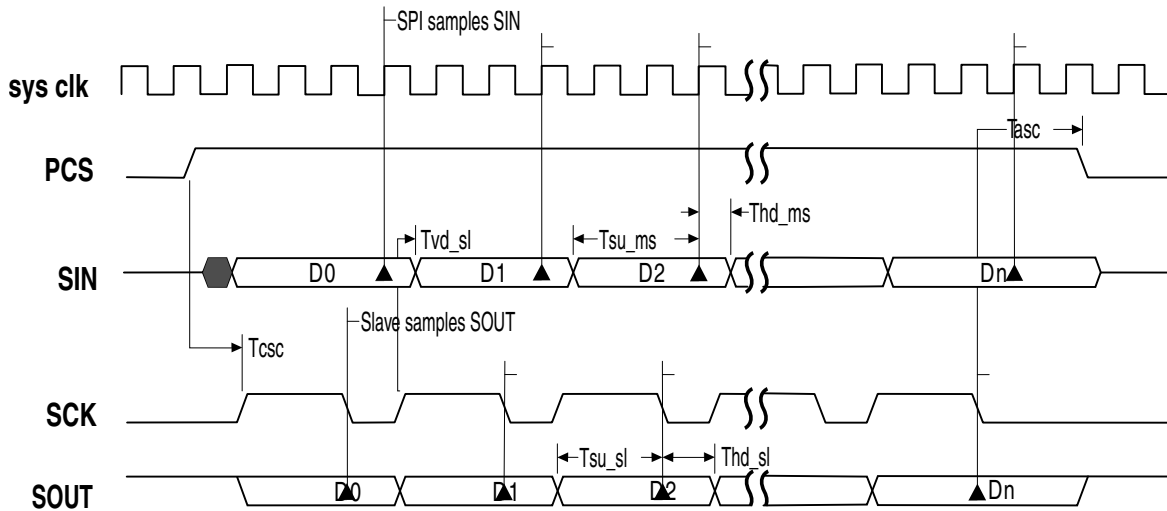 SPI samples SIN
sys clk
Tasc
PCS
Thd_ms
Tvd_sl
Tsu_ms
SIN
D0
D1
D2
Dn
Slave samples SOUT
Tcsc
SCK
Tsu_sl
Thd_sl
SOUT
D0
D1
D2
Dn